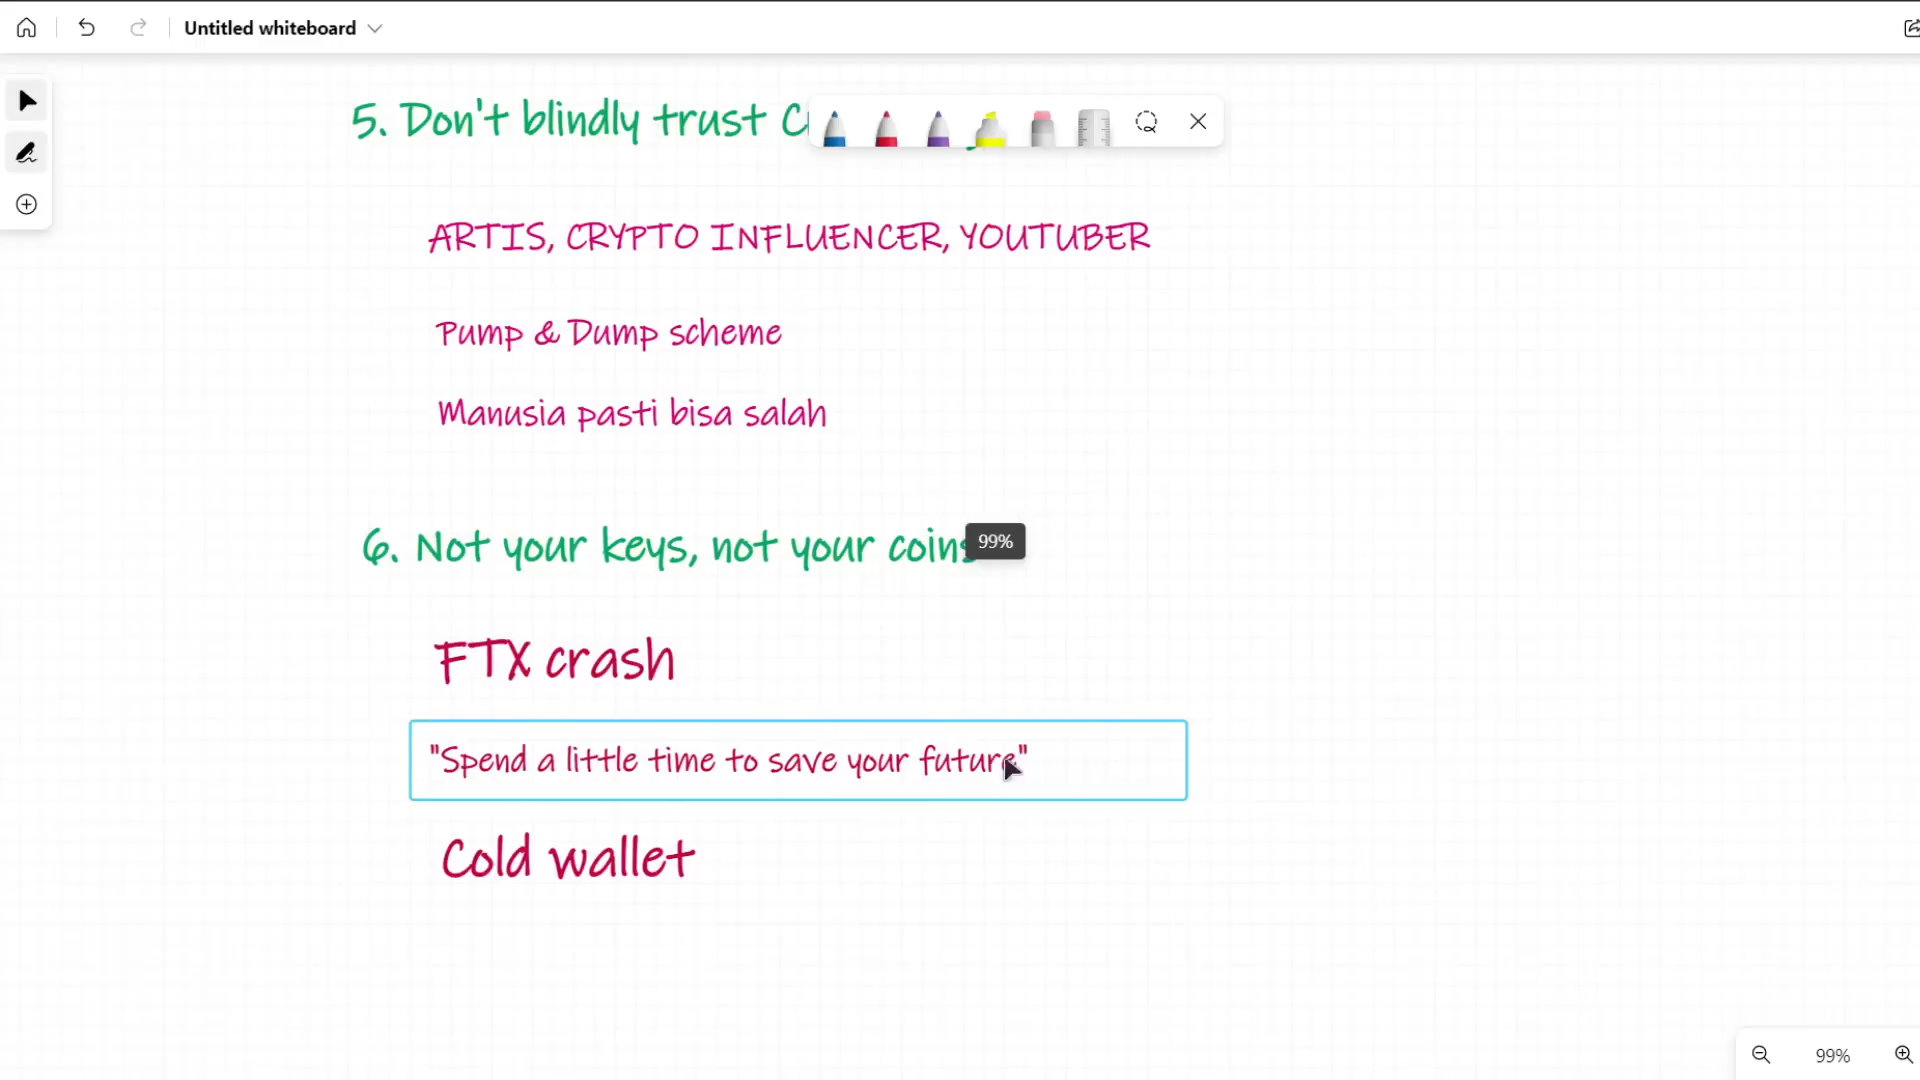 Untitled whiteboard
5. Don't blindly trust
ARTIS, CRYPTO INFLUENCER, YOUTUBER
Pump & Dump scheme
Manusia pasti bisa salah
6. Not your keys, not your coins
99%
FTX crash
"Spend a little time to save your future"
Cold wallet
99%